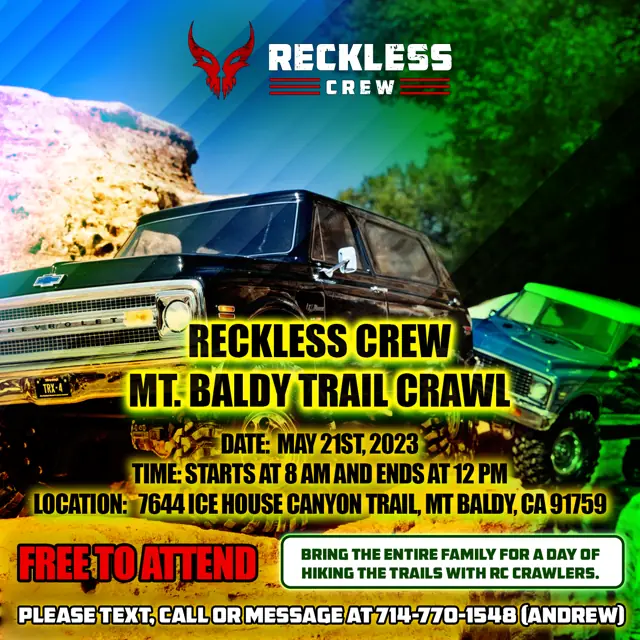 RECKLESS
CREW
CHEVROLET
TRX-4
RECKLESS CREW
MT. BALDY TRAIL CRAWL
DATE: MAY 21ST, 2023
TIME: STARTS AT 8 AM AND ENDS AT 12 PM
LOCATION: 7644 ICE HOUSE CANYON TRAIL, MT BALDY, CA 91759
FREE TO ATTEND
BRING THE ENTIRE FAMILY FOR A DAY OF
HIKING THE TRAILS WITH RC CRAWLERS.
PLEASE TEXT, CALL OR MESSAGE AT 714-770-1548 (ANDREW)